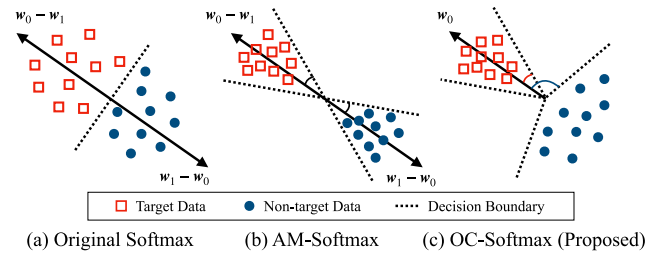 w₀ − w₁
w₁ − w₀
w₀ − w₁
w₁ − w₀
w₀
Target Data
Non-target Data
Decision Boundary
(a) Original Softmax
(b) AM-Softmax
(c) OC-Softmax (Proposed)